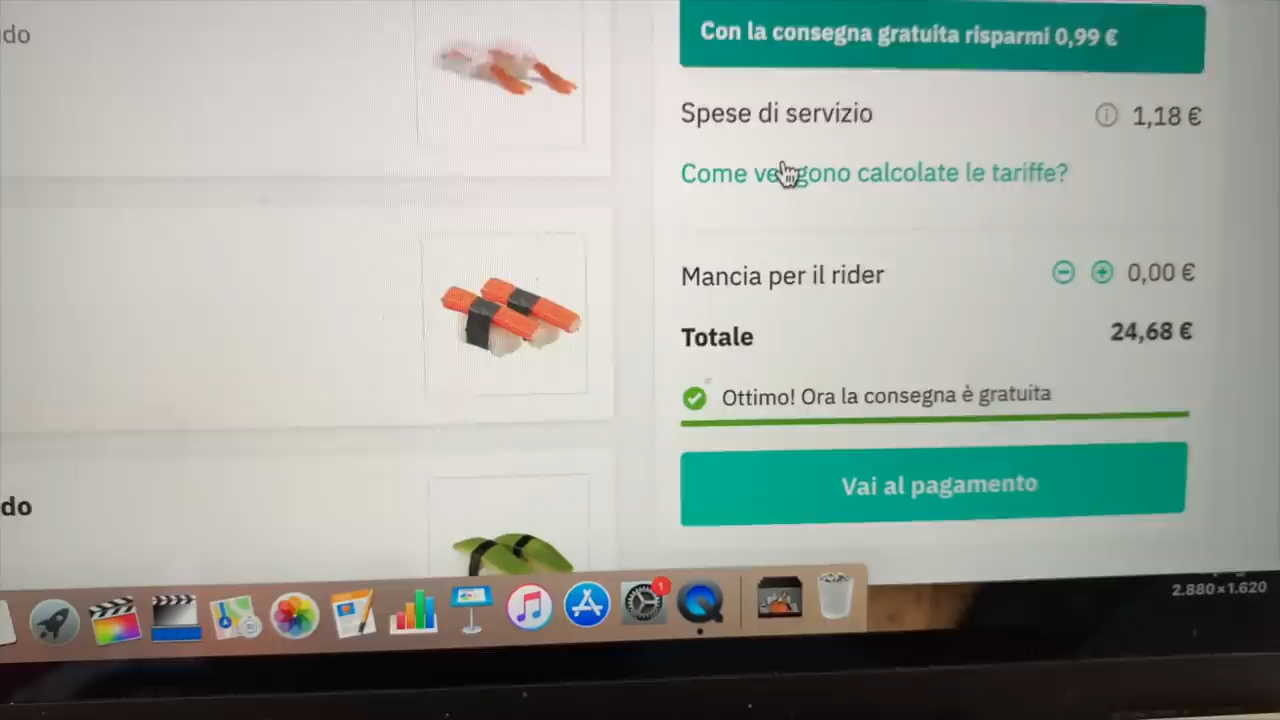 do
Con la consegna gratuita risparmi 0,99 €
Spese di servizio 1,18 €
Come vengono calcolate le tariffe?
Mancia per il rider 0,00 €
Totale 24,68 €
Ottimo! Ora la consegna è gratuita
do
Vai al pagamento
1
2.880×1.620